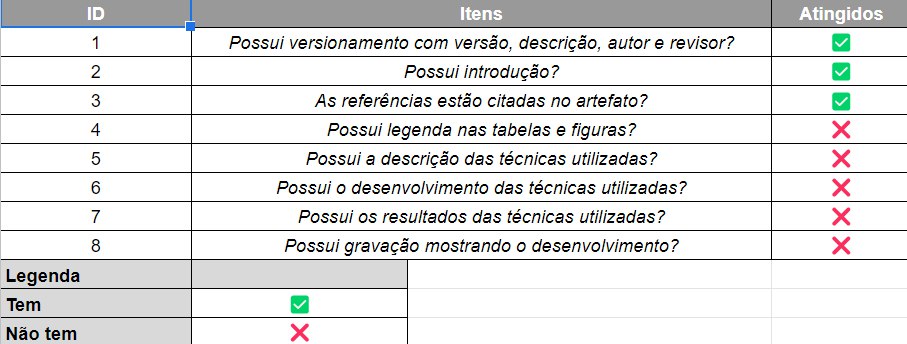 ID Itens Atingidos
1 Possui versionamento com versão, descrição, autor e revisor? ✅
2 Possui introdução? ✅
3 As referências estão citadas no artefato? ✅
4 Possui legenda nas tabelas e figuras? ❌
5 Possui a descrição das técnicas utilizadas? ❌
6 Possui o desenvolvimento das técnicas utilizadas? ❌
7 Possui os resultados das técnicas utilizadas? ❌
8 Possui gravação mostrando o desenvolvimento? ❌
Legenda
Tem ✅
Não tem ❌